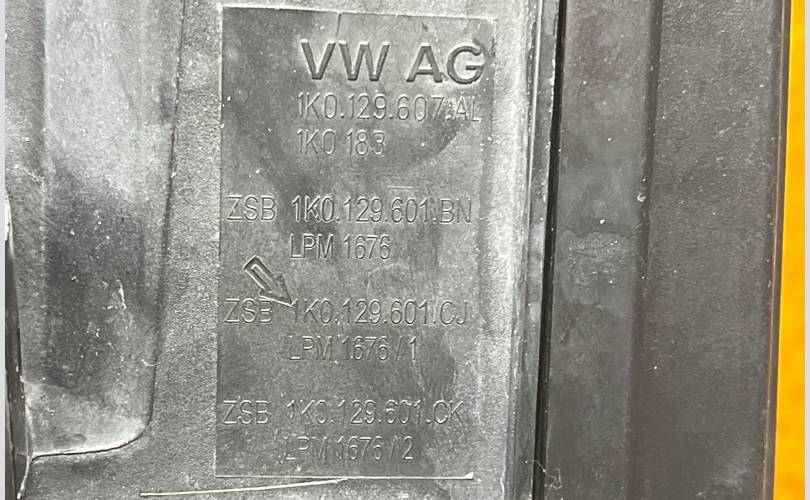 VW AG
1K0.129.607.AL
1K0 183
ZSB 1K0.129.601.BN
LPM 1676
ZSB 1K0.129.601.CJ
LPM 1676 / 1
ZSB 1K0.129.601.CK
LPM 1676 / 2